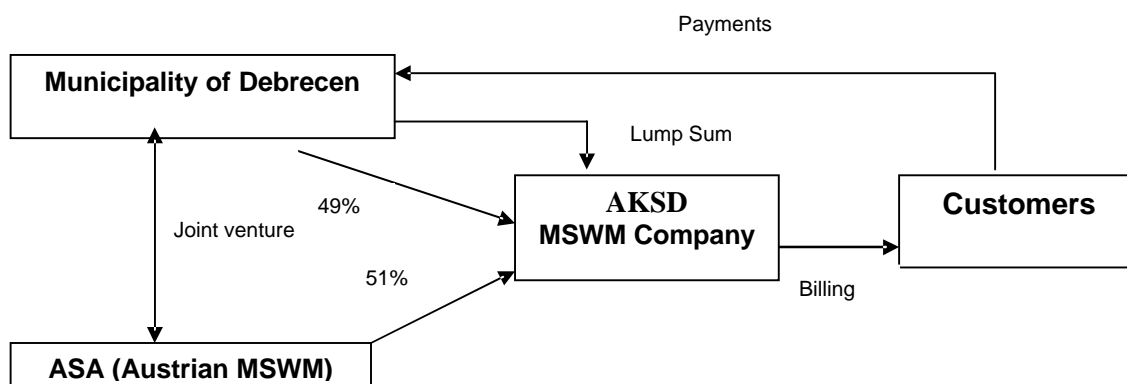 Payments
Municipality of Debrecen
Lump Sum
49%
AKSD
MSWM Company
Customers
Joint venture
51%
Billing
ASA (Austrian MSWM)